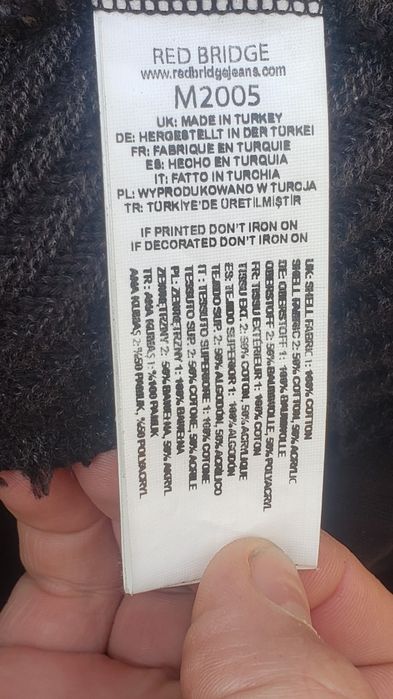 RED BRIDGE
www.redbridgejeans.com
M2005
UK: MADE IN TURKEY
DE: HERGESTELLT IN DER TÜRKEI
FR: FABRIQUE EN TURQUIE
ES: HECHO EN TURQUIA
IT: FATTO IN TURCHIA
PL: WYPRODUKOWANO W TURCJA
TR: TÜRKİYE'DE ÜRETİLMİŞTİR
IF PRINTED DON'T IRON ON
IF DECORATED DON'T IRON ON
UK: SHELL FABRIC 1: 100% COTTON
SHELL FABRIC 2: 50% COTTON, 50% ACRYLIC
DE: OBERSTOFF 1: 100% BAUMWOLLE
OBERSTOFF 2: 50% BAUMWOLLE, 50% POLYACRYL
FR: TISSU EXTÉRIEUR 1: 100% COTON
TISSU EXT. 2: 50% COTON, 50% ACRYLIQUE
ES: TEJIDO SUPERIOR 1: 100% ALGODÓN
TEJIDO SUP. 2: 50% ALGODÓN, 50% ACRÍLICO
IT: TESSUTO SUPERIORE 1: 100% COTONE
TESSUTO SUP. 2: 50% COTONE, 50% ACRILE
PL: ZEWNĘTRZNY 1: 100% BAWEŁNA
ZEWNĘTRZNY 2: 50% BAWEŁNA, 50% AKRYL
TR: ANA KUMAŞ 1: %100 PAMUK
ANA KUMAŞ 2: %50 PAMUK, %50 POLYACRYL